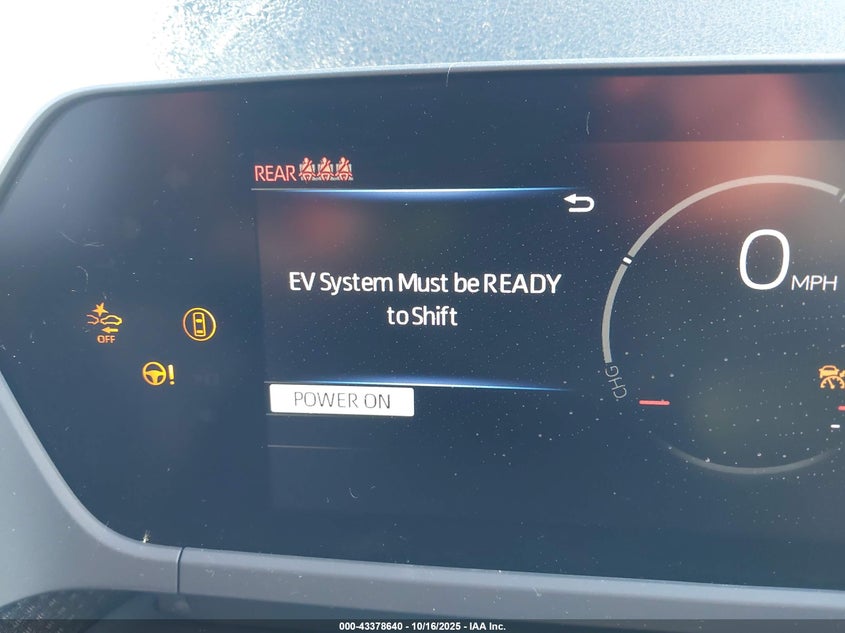 REAR
EV System Must be READY
to Shift
0 MPH
OFF
CHG
POWER ON
000-43378640 - 10/16/2025 - IAA Inc.